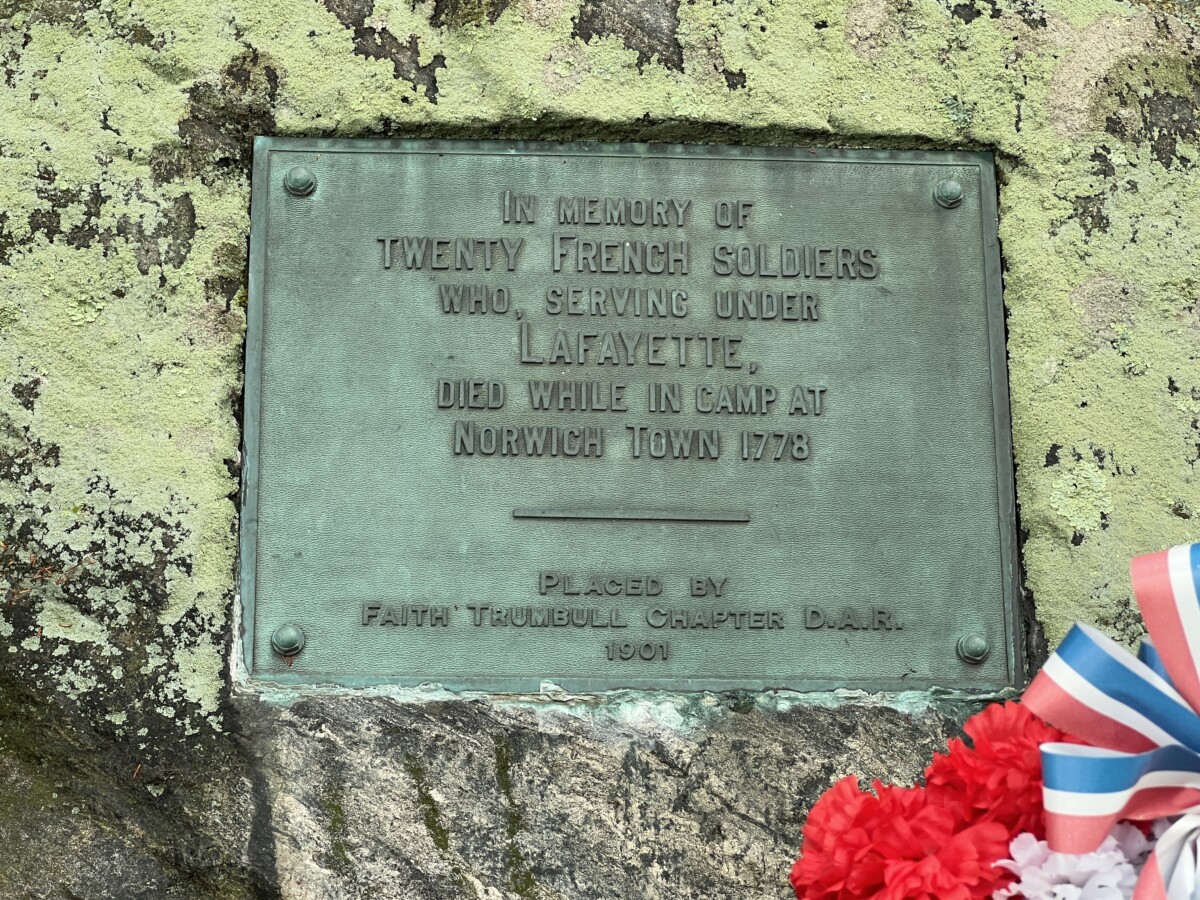 In memory of
twenty French soldiers
who, serving under
Lafayette,
died while in camp at
Norwich Town 1778
Placed by
Faith Trumbull Chapter D.A.R.
1901